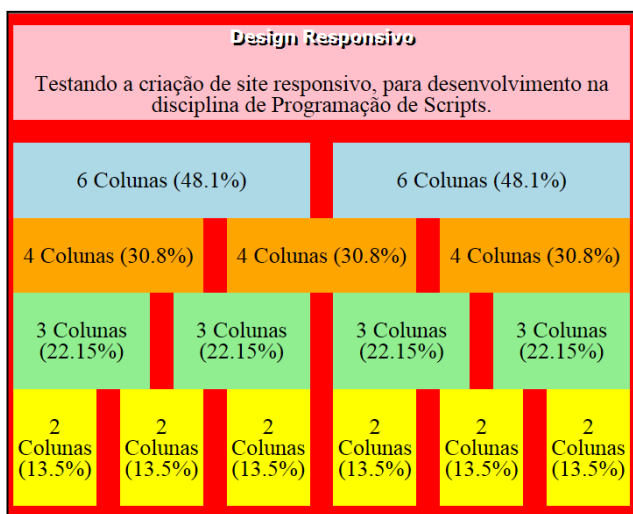 Design Responsivo
Testando a criação de site responsivo, para desenvolvimento na
disciplina de Programação de Scripts.
6 Colunas (48.1%)
6 Colunas (48.1%)
4 Colunas (30.8%)
4 Colunas (30.8%)
4 Colunas (30.8%)
3 Colunas
(22.15%)
3 Colunas
(22.15%)
3 Colunas
(22.15%)
3 Colunas
(22.15%)
2
Colunas
(13.5%)
2
Colunas
(13.5%)
2
Colunas
(13.5%)
2
Colunas
(13.5%)
2
Colunas
(13.5%)
2
Colunas
(13.5%)